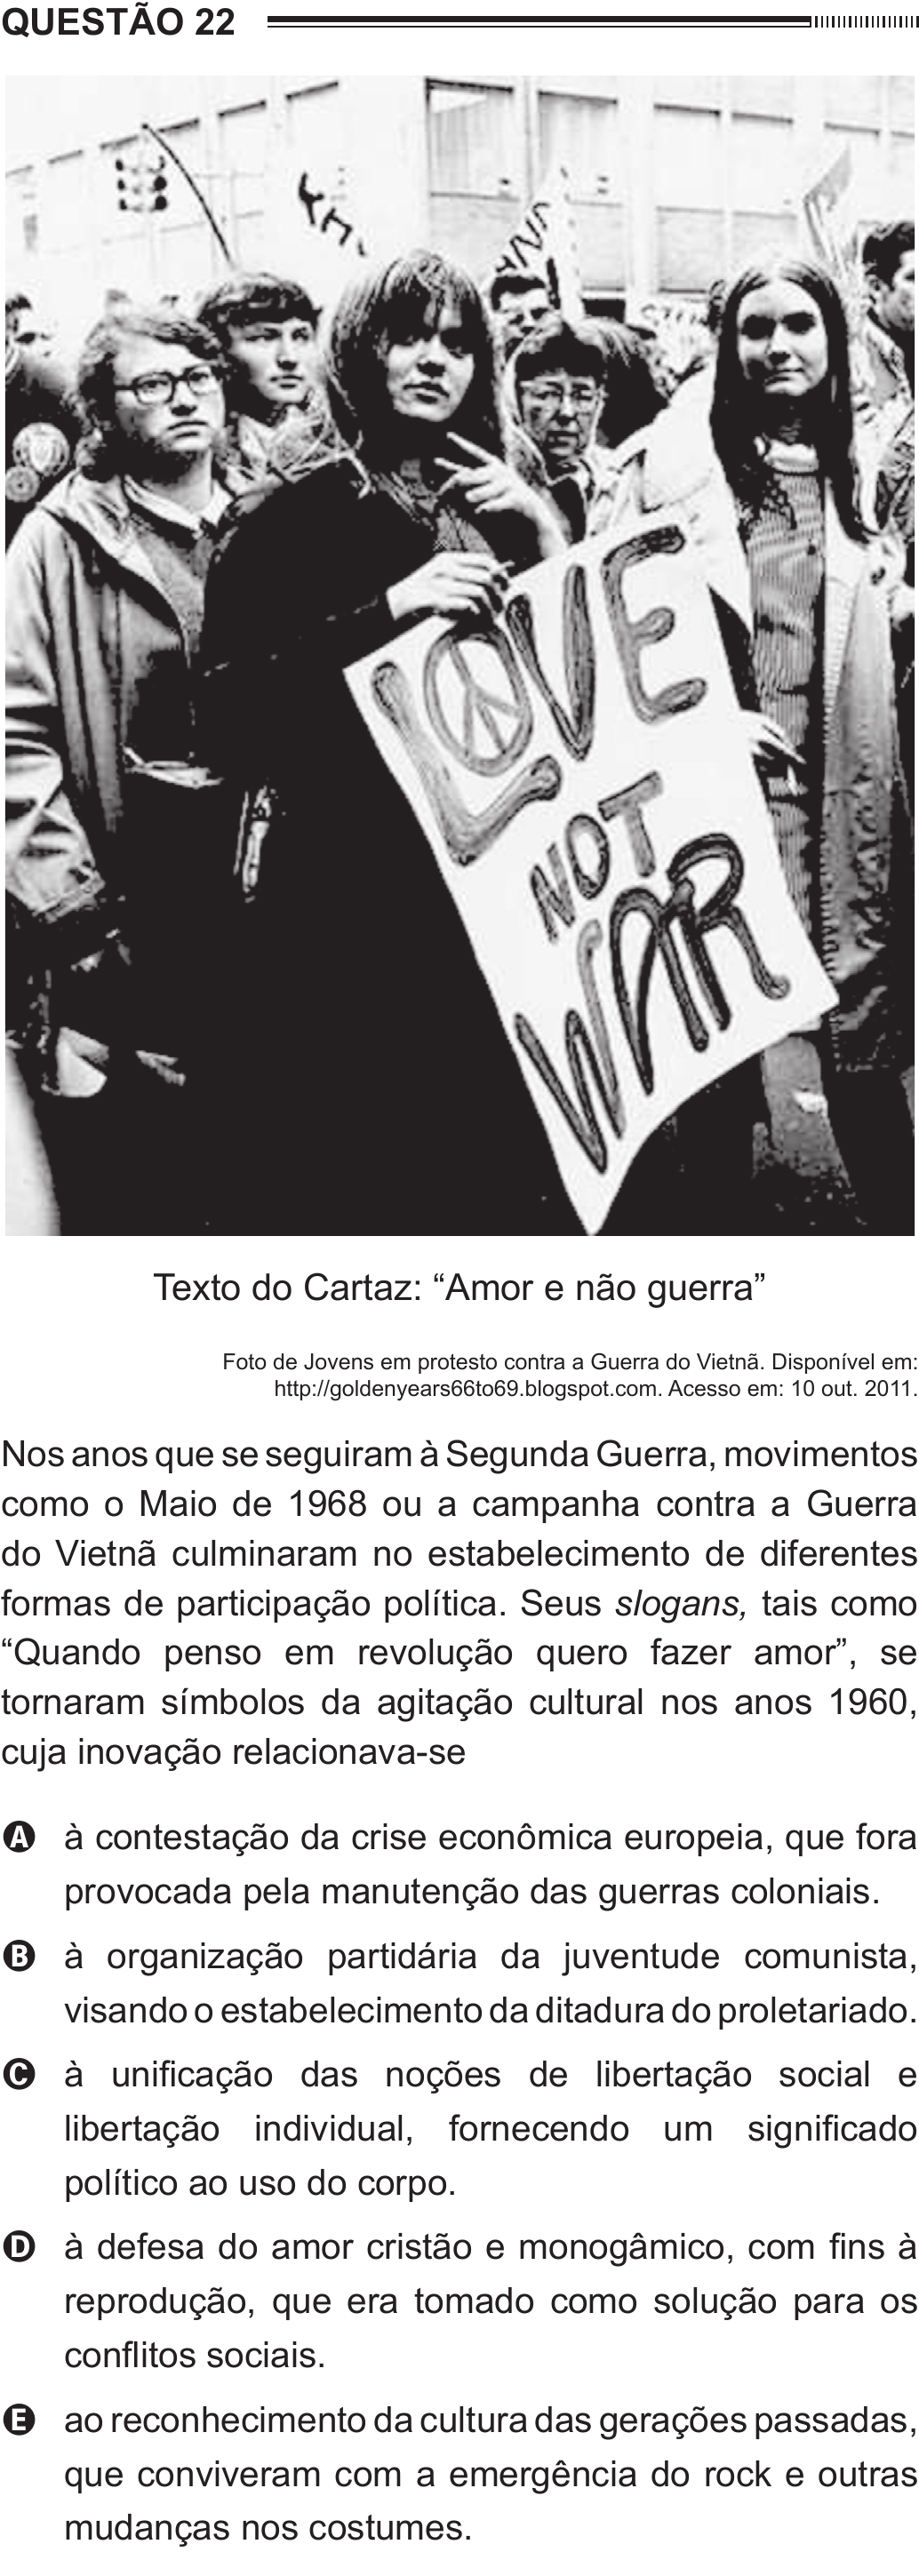 QUESTÃO 22
LOVE
NOT
WAR
Texto do Cartaz: “Amor e não guerra”
Foto de Jovens em protesto contra a Guerra do Vietnã. Disponível em:
http://goldenyears66to69.blogspot.com. Acesso em: 10 out. 2011.
Nos anos que se seguiram à Segunda Guerra, movimentos
como o Maio de 1968 ou a campanha contra a Guerra
do Vietnã culminaram no estabelecimento de diferentes
formas de participação política. Seus slogans, tais como
“Quando penso em revolução quero fazer amor”, se
tornaram símbolos da agitação cultural nos anos 1960,
cuja inovação relacionava-se
A à contestação da crise econômica europeia, que fora
provocada pela manutenção das guerras coloniais.
B à organização partidária da juventude comunista,
visando o estabelecimento da ditadura do proletariado.
C à unificação das noções de libertação social e
libertação individual, fornecendo um significado
político ao uso do corpo.
D à defesa do amor cristão e monogâmico, com fins à
reprodução, que era tomado como solução para os
conflitos sociais.
E ao reconhecimento da cultura das gerações passadas,
que conviveram com a emergência do rock e outras
mudanças nos costumes.